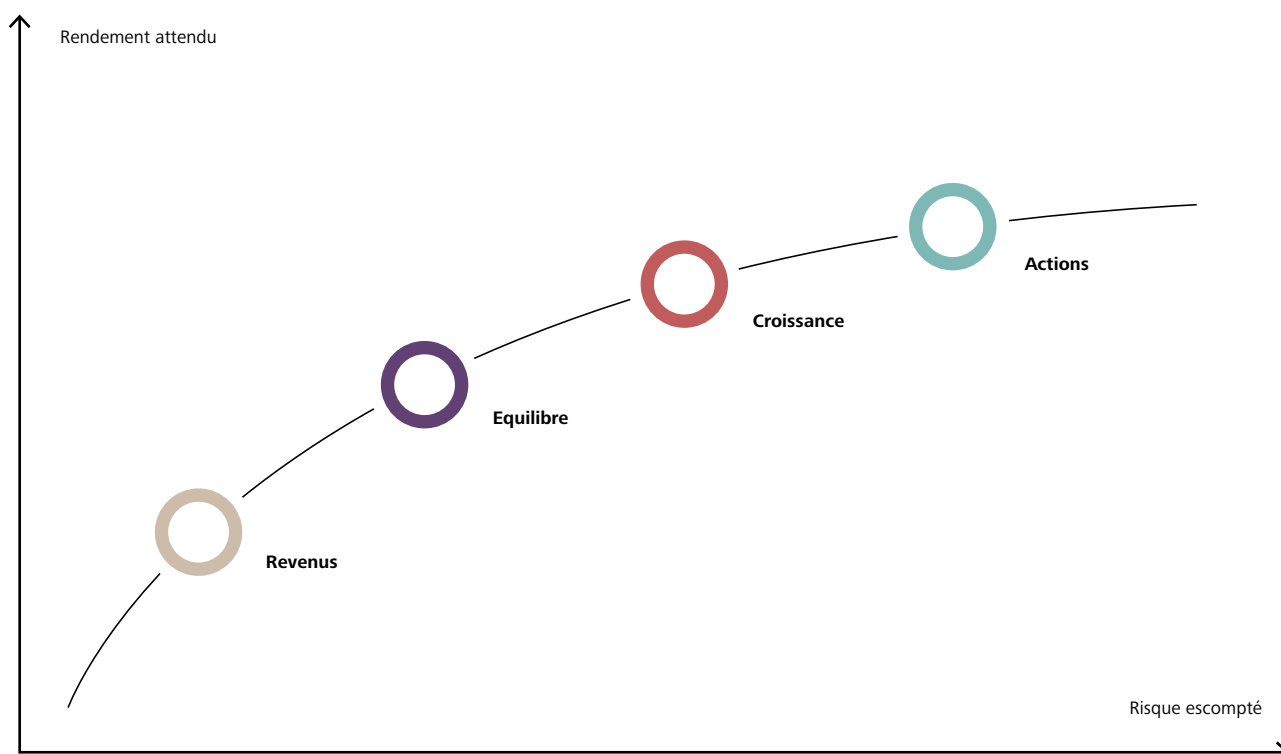 Rendement attendu
Actions
Croissance
Equilibre
Revenus
Risque escompté